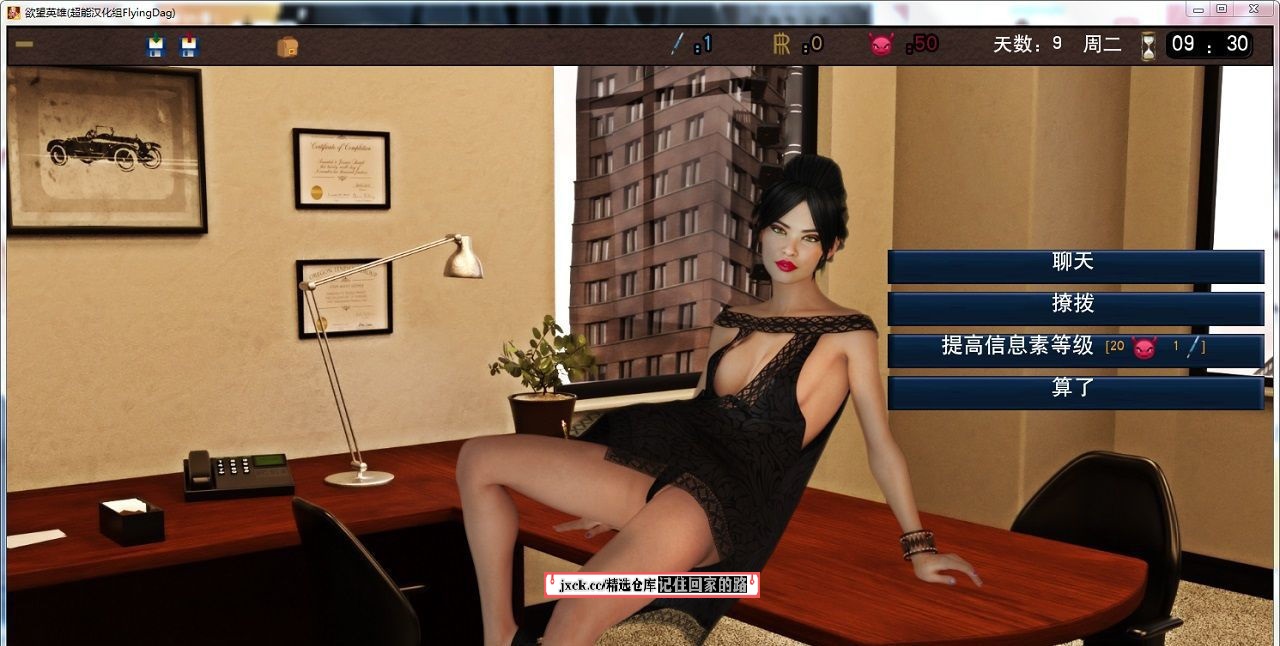 欲望英雄(超能汉化组FlyingDag)
:1
:0
:50
天数：9 周二
09 : 30
Certificate of Completion
聊天
撩拨
提高信息素等级 [20 1 ]
算了
jxck.cc/精选仓库记住回家的路